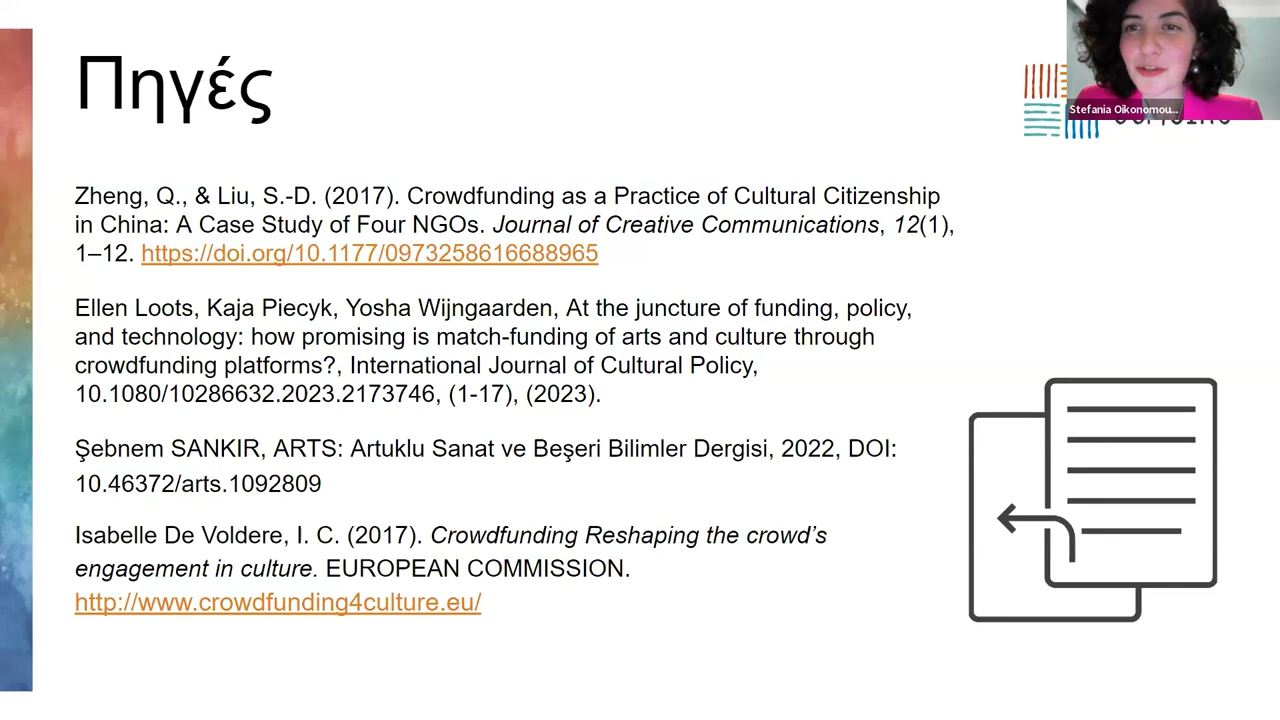 Πηγές
Stefania Oikonomou...
Zheng, Q., & Liu, S.-D. (2017). Crowdfunding as a Practice of Cultural Citizenship
in China: A Case Study of Four NGOs. Journal of Creative Communications, 12(1),
1–12. https://doi.org/10.1177/0973258616688965
Ellen Loots, Kaja Piecyk, Yosha Wijngaarden, At the juncture of funding, policy,
and technology: how promising is match-funding of arts and culture through
crowdfunding platforms?, International Journal of Cultural Policy,
10.1080/10286632.2023.2173746, (1-17), (2023).
Şebnem SANKIR, ARTS: Artuklu Sanat ve Beşeri Bilimler Dergisi, 2022, DOI:
10.46372/arts.1092809
Isabelle De Voldere, I. C. (2017). Crowdfunding Reshaping the crowd’s
engagement in culture. EUROPEAN COMMISSION.
http://www.crowdfunding4culture.eu/